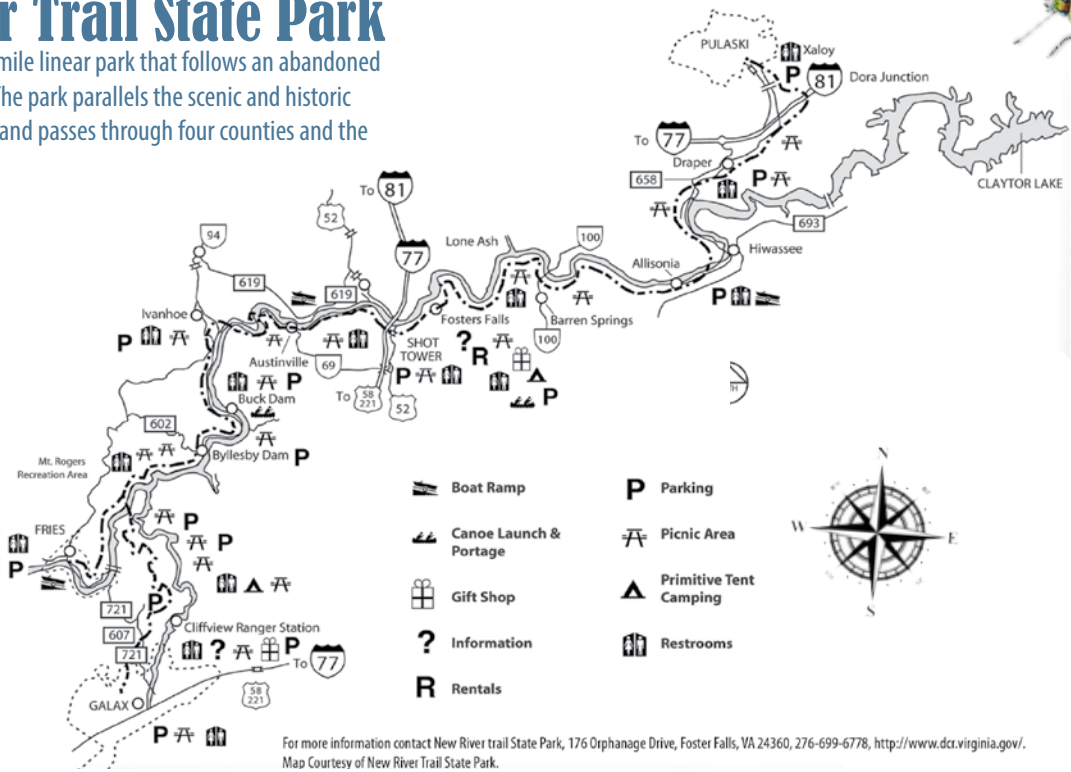 r Trail State Park
mile linear park that follows an abandoned
he park parallels the scenic and historic
and passes through four counties and the
PULASKI
Xaloy
P
81
Dora Junction
To 77
Draper
658
P
CLAYTOR LAKE
693
Hiwassee
To 81
52
77
94
Lone Ash
100
Allisonia
P
619
619
Ivanhoe
P
Fosters Falls
Barren Springs
100
SHOT
TOWER
?
R
Austinville
69
P
P
P
To 58
221
52
Buck Dam
602
Byllesby Dam
P
Mt. Rogers
Recreation Area
FRIES
P
P
P
P
721
607
721
Cliffview Ranger Station
?
P
To 77
58
221
GALAX
P
Boat Ramp
Canoe Launch &
Portage
Gift Shop
? Information
R Rentals
P Parking
Picnic Area
Primitive Tent
Camping
Restrooms
N
W
E
S
TH
For more information contact New River trail State Park, 176 Orphanage Drive, Foster Falls, VA 24360, 276-699-6778, http://www.dcr.virginia.gov/.
Map Courtesy of New River Trail State Park.